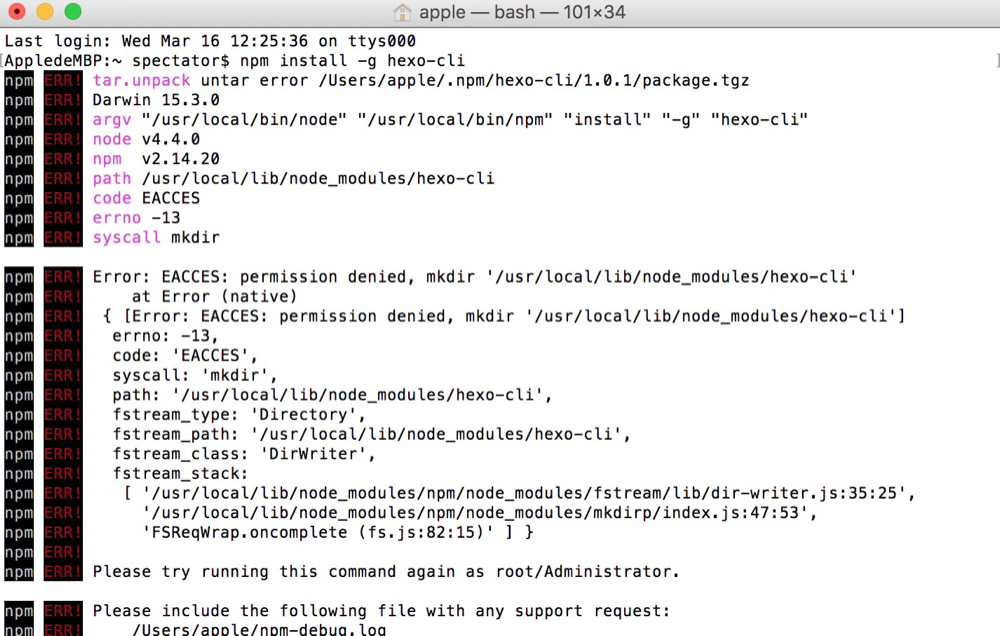 apple — bash — 101×34
Last login: Wed Mar 16 12:25:36 on ttys000
[AppledeMBP:~ spectator$ npm install -g hexo-cli ]
npm ERR! tar.unpack untar error /Users/apple/.npm/hexo-cli/1.0.1/package.tgz
npm ERR! Darwin 15.3.0
npm ERR! argv "/usr/local/bin/node" "/usr/local/bin/npm" "install" "-g" "hexo-cli"
npm ERR! node v4.4.0
npm ERR! npm  v2.14.20
npm ERR! path /usr/local/lib/node_modules/hexo-cli
npm ERR! code EACCES
npm ERR! errno -13
npm ERR! syscall mkdir
npm ERR! Error: EACCES: permission denied, mkdir '/usr/local/lib/node_modules/hexo-cli'
npm ERR!     at Error (native)
npm ERR!  { [Error: EACCES: permission denied, mkdir '/usr/local/lib/node_modules/hexo-cli']
npm ERR!   errno: -13,
npm ERR!   code: 'EACCES',
npm ERR!   syscall: 'mkdir',
npm ERR!   path: '/usr/local/lib/node_modules/hexo-cli',
npm ERR!   fstream_type: 'Directory',
npm ERR!   fstream_path: '/usr/local/lib/node_modules/hexo-cli',
npm ERR!   fstream_class: 'DirWriter',
npm ERR!   fstream_stack:
npm ERR!    [ '/usr/local/lib/node_modules/npm/node_modules/fstream/lib/dir-writer.js:35:25',
npm ERR!      '/usr/local/lib/node_modules/npm/node_modules/mkdirp/index.js:47:53',
npm ERR!      'FSReqWrap.oncomplete (fs.js:82:15)' ] }
npm ERR!
npm ERR! Please try running this command again as root/Administrator.
npm ERR! Please include the following file with any support request:
npm ERR!     /Users/apple/npm-debug.log